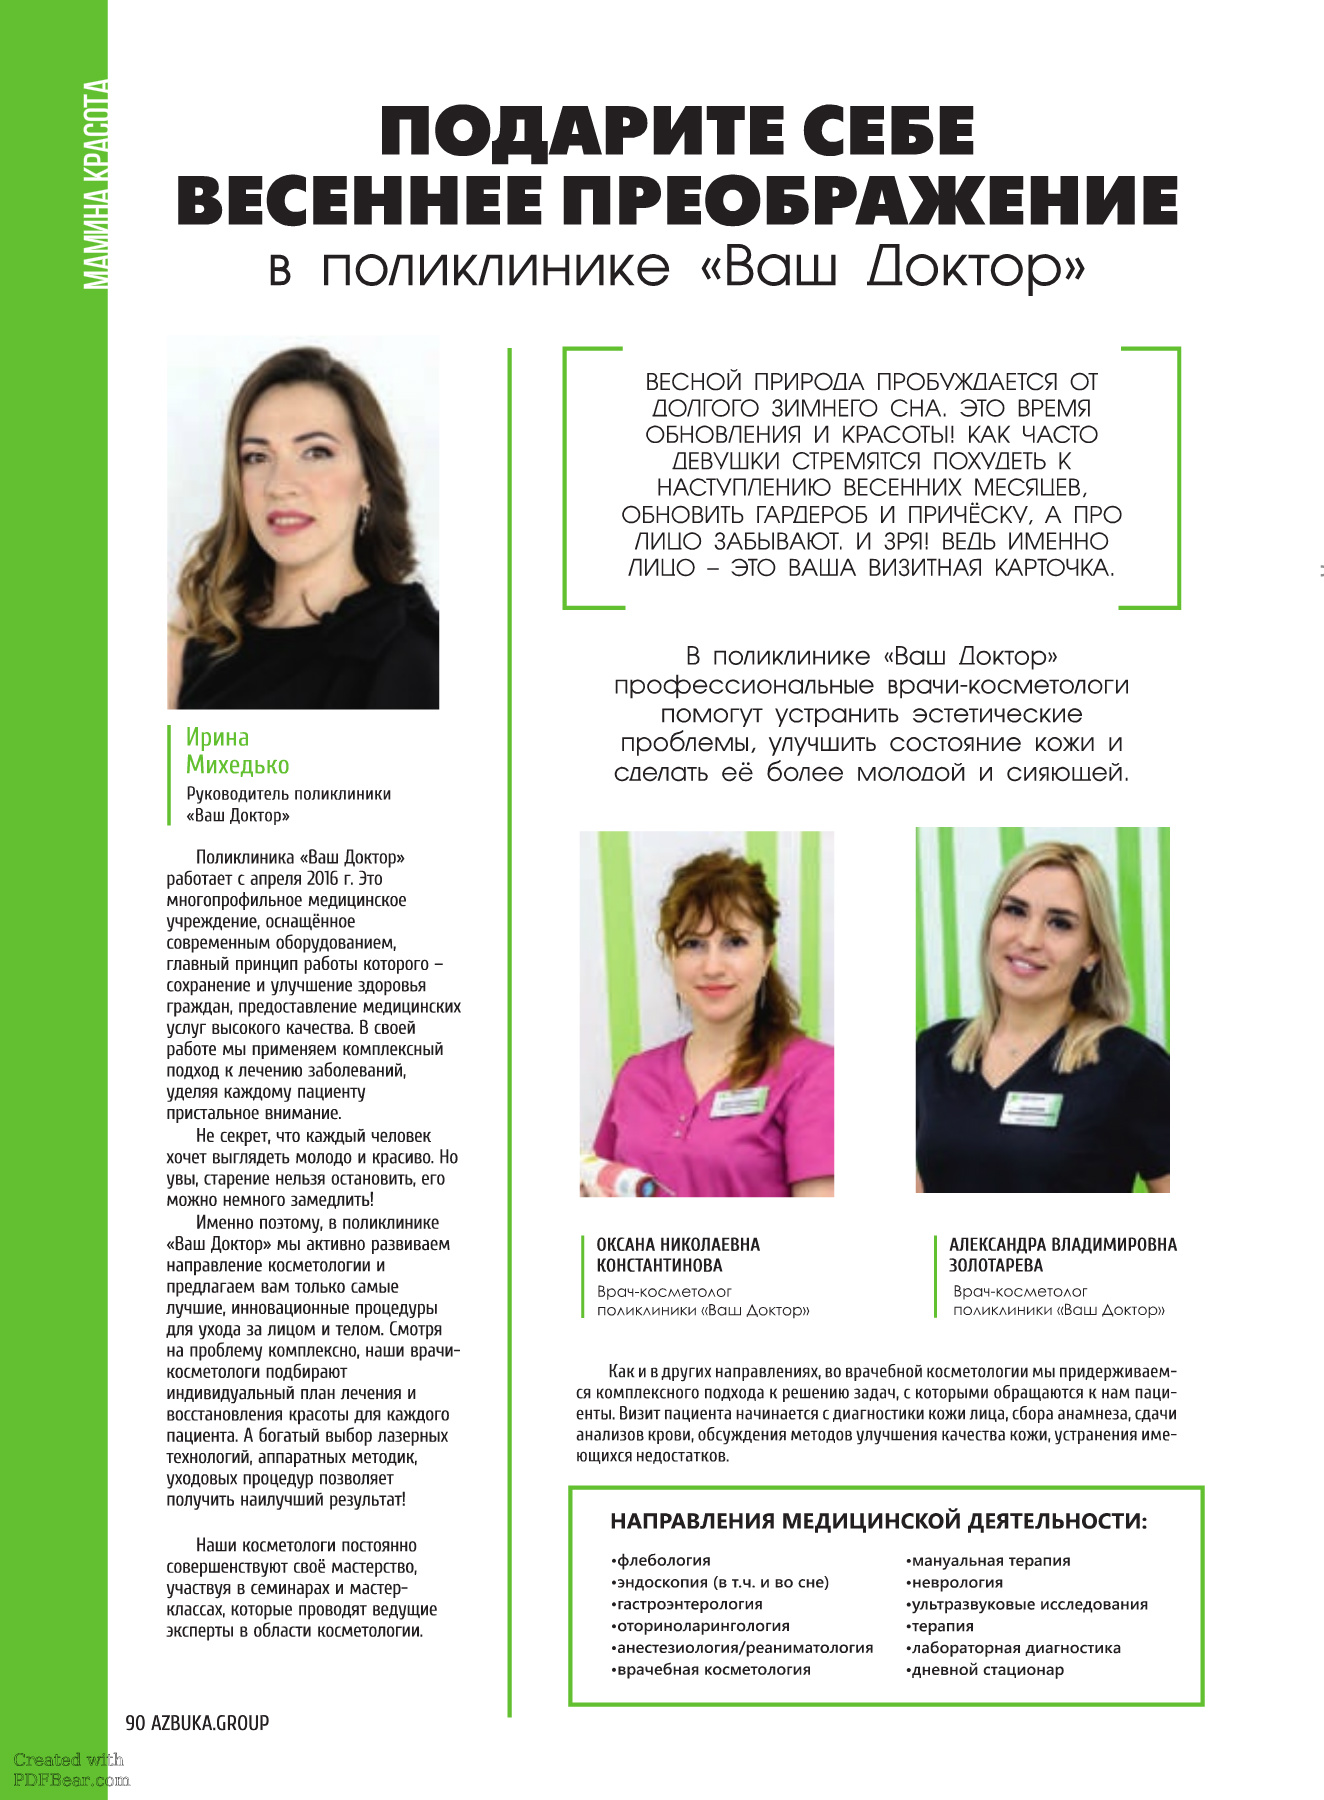 МАМИНА КРАСОТА
ПОДАРИТЕ СЕБЕ
ВЕСЕННЕЕ ПРЕОБРАЖЕНИЕ
в поликлинике «Ваш Доктор»
Ирина
Михедько
Руководитель поликлиники
«Ваш Доктор»
Поликлиника «Ваш Доктор»
работает с апреля 2016 г. Это
многопрофильное медицинское
учреждение, оснащённое
современным оборудованием,
главный принцип работы которого –
сохранение и улучшение здоровья
граждан, предоставление медицинских
услуг высокого качества. В своей
работе мы применяем комплексный
подход к лечению заболеваний,
уделяя каждому пациенту
пристальное внимание.
Не секрет, что каждый человек
хочет выглядеть молодо и красиво. Но
увы, старение нельзя остановить, его
можно немного замедлить!
Именно поэтому, в поликлинике
«Ваш Доктор» мы активно развиваем
направление косметологии и
предлагаем вам только самые
лучшие, инновационные процедуры
для ухода за лицом и телом. Смотря
на проблему комплексно, наши врачи-
косметологи подбирают
индивидуальный план лечения и
восстановления красоты для каждого
пациента. А богатый выбор лазерных
технологий, аппаратных методик,
уходовых процедур позволяет
получить наилучший результат!
Наши косметологи постоянно
совершенствуют своё мастерство,
участвуя в семинарах и мастер-
классах, которые проводят ведущие
эксперты в области косметологии.
ВЕСНОЙ ПРИРОДА ПРОБУЖДАЕТСЯ ОТ
ДОЛГОГО ЗИМНЕГО СНА. ЭТО ВРЕМЯ
ОБНОВЛЕНИЯ И КРАСОТЫ! КАК ЧАСТО
ДЕВУШКИ СТРЕМЯТСЯ ПОХУДЕТЬ К
НАСТУПЛЕНИЮ ВЕСЕННИХ МЕСЯЦЕВ,
ОБНОВИТЬ ГАРДЕРОБ И ПРИЧЁСКУ, А ПРО
ЛИЦО ЗАБЫВАЮТ. И ЗРЯ! ВЕДЬ ИМЕННО
ЛИЦО – ЭТО ВАША ВИЗИТНАЯ КАРТОЧКА.
В поликлинике «Ваш Доктор»
профессиональные врачи-косметологи
помогут устранить эстетические
проблемы, улучшить состояние кожи и
сделать её более молодой и сияющей.
ОКСАНА НИКОЛАЕВНА
КОНСТАНТИНОВА
Врач-косметолог
поликлиники «Ваш Доктор»
АЛЕКСАНДРА ВЛАДИМИРОВНА
ЗОЛОТАРЕВА
Врач-косметолог
поликлиники «Ваш Доктор»
Как и в других направлениях, во врачебной косметологии мы придерживаем-
ся комплексного подхода к решению задач, с которыми обращаются к нам паци-
енты. Визит пациента начинается с диагностики кожи лица, сбора анамнеза, сдачи
анализов крови, обсуждения методов улучшения качества кожи, устранения име-
ющихся недостатков.
НАПРАВЛЕНИЯ МЕДИЦИНСКОЙ ДЕЯТЕЛЬНОСТИ:
•флебология
•эндоскопия (в т.ч. и во сне)
•гастроэнтерология
•оториноларингология
•анестезиология/реаниматология
•врачебная косметология
•мануальная терапия
•неврология
•ультразвуковые исследования
•терапия
•лабораторная диагностика
•дневной стационар
90 AZBUKA.GROUP
Created with
PDFBear.com